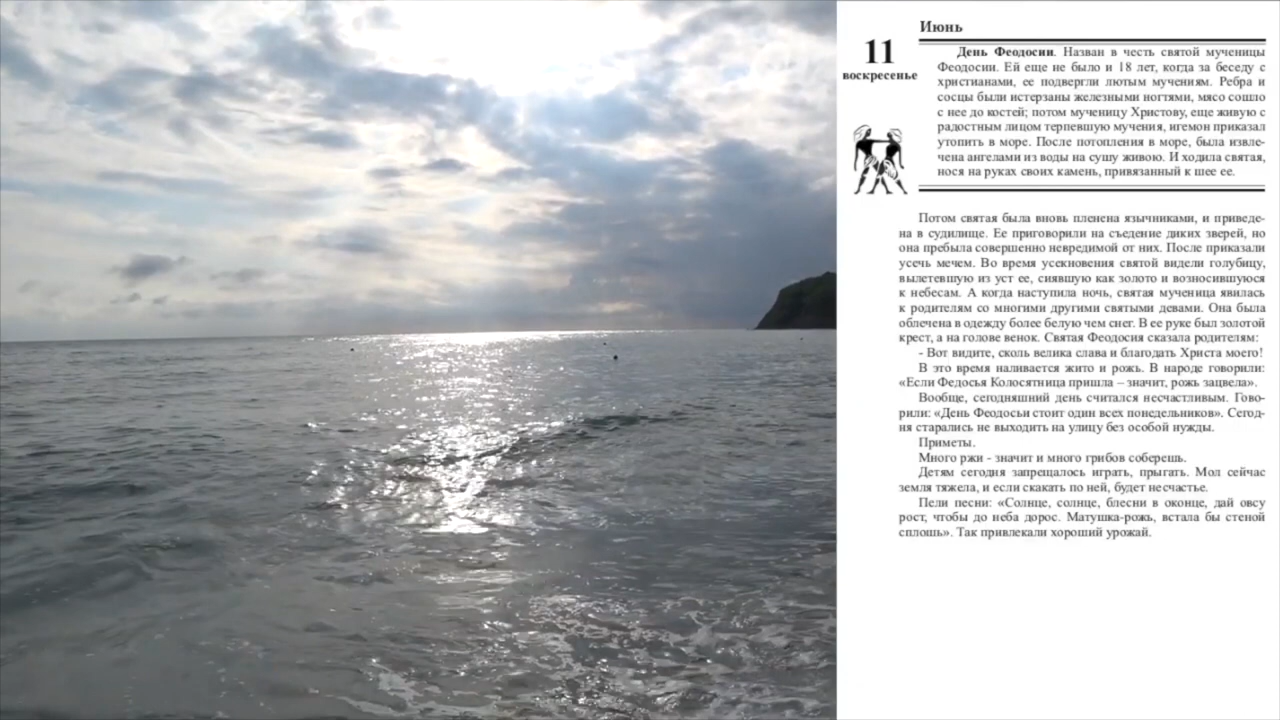 Июнь
11
воскресенье
День Феодосии. Назван в честь святой мученицы
Феодосии. Ей еще не было и 18 лет, когда за беседу с
христианами, ее подвергли лютым мучениям. Ребра и
сосцы были истерзаны железными ногтями, мясо сошло
с нее до костей; потом мученицу Христову, еще живую с
радостным лицом терпевшую мучения, игемон приказал
утопить в море. После потопления в море, была извле-
чена ангелами из воды на сушу живою. И ходила святая,
нося на руках своих камень, привязанный к шее ее.
Потом святая была вновь пленена язычниками, и приведе-
на в судилище. Ее приговорили на съедение диких зверей, но
она пребыла совершенно невредимой от них. После приказали
усечь мечем. Во время усекновения святой видели голубицу,
вылетевшую из уст ее, сиявшую как золото и возносившуюся
к небесам. А когда наступила ночь, святая мученица явилась
к родителям со многими другими святыми девами. Она была
облечена в одежду более белую чем снег. В ее руке был золотой
крест, а на голове венок. Святая Феодосия сказала родителям:
- Вот видите, сколь велика слава и благодать Христа моего!
В это время наливается жито и рожь. В народе говорили:
«Если Федосья Колосятница пришла – значит, рожь зацвела».
Вообще, сегодняшний день считался несчастливым. Гово-
рили: «День Феодосьи стоит один всех понедельников». Сегод-
ня старались не выходить на улицу без особой нужды.
Приметы.
Много ржи - значит и много грибов соберешь.
Детям сегодня запрещалось играть, прыгать. Мол сейчас
земля тяжела, и если скакать по ней, будет несчастье.
Пели песни: «Солнце, солнце, блесни в оконце, дай овсу
рост, чтобы до неба дорос. Матушка-рожь, встала бы стеной
сплошь». Так привлекали хороший урожай.